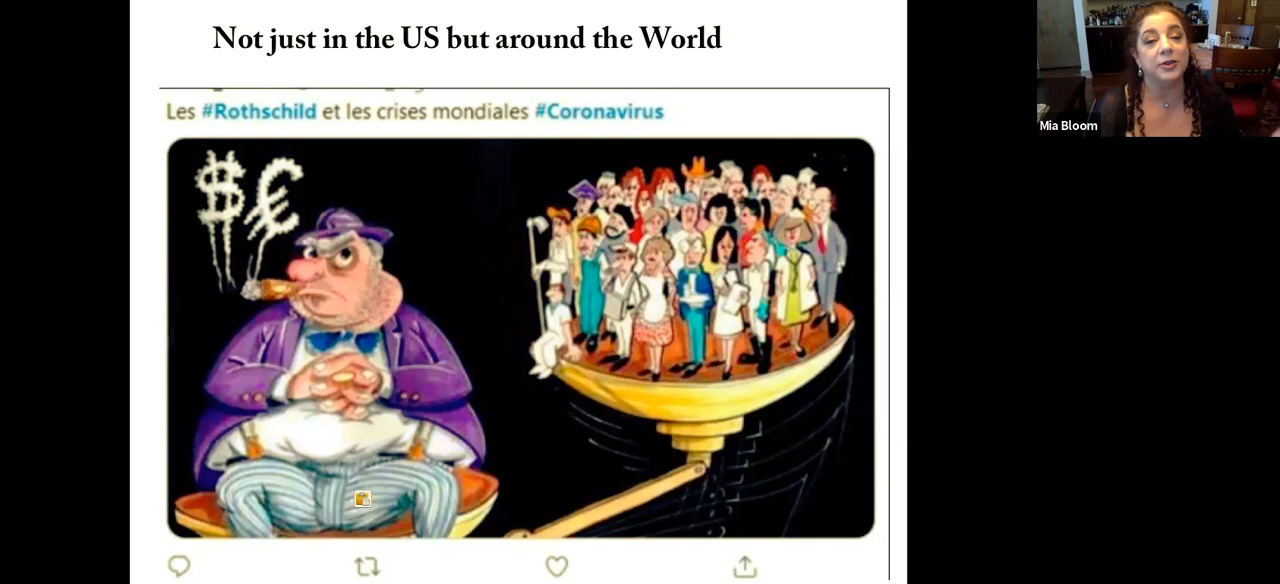 Not just in the US but around the World
Les #Rothschild et les crises mondiales #Coronavirus
$ €
Mia Bloom